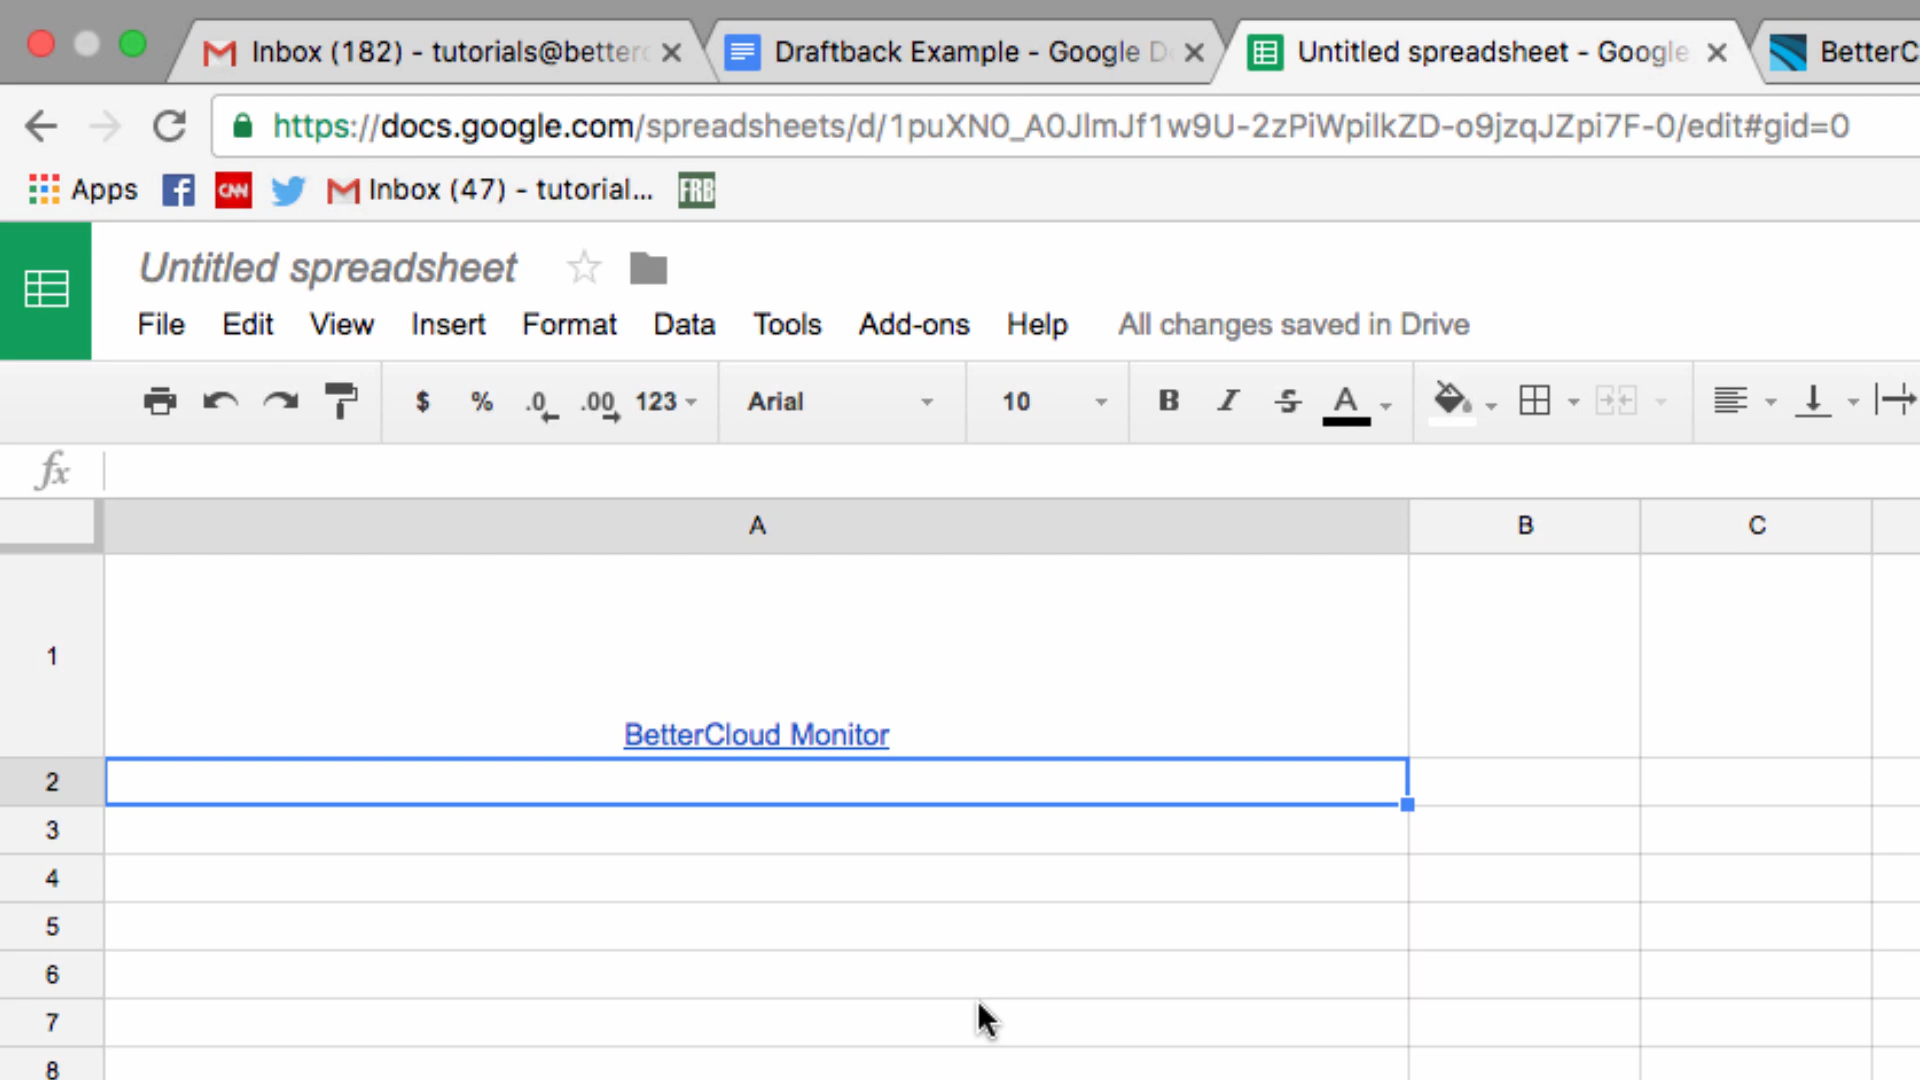 Inbox (182) - tutorials@better
Draftback Example - Google D
Untitled spreadsheet - Google
BetterC
https://docs.google.com/spreadsheets/d/1puXN0_A0JlmJf1w9U-2zPiWpilkZD-o9jzqJZpi7F-0/edit#gid=0
Apps
CNN
Inbox (47) - tutorial...
FRB
Untitled spreadsheet
File Edit View Insert Format Data Tools Add-ons Help All changes saved in Drive
$ % .0 .00 123 Arial 10 B I S A
fx
A B C
1
BetterCloud Monitor
2
3
4
5
6
7
8